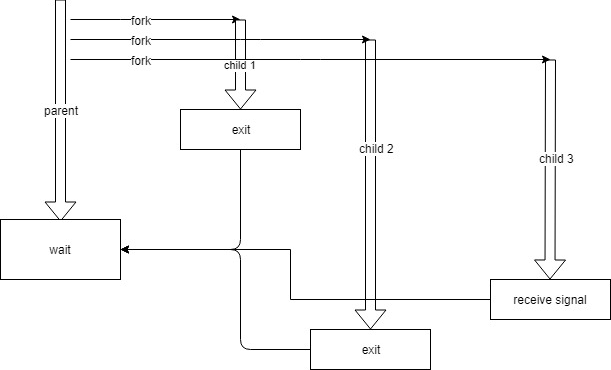 fork
fork
fork
child 1
parent
exit
child 2
child 3
wait
receive signal
exit